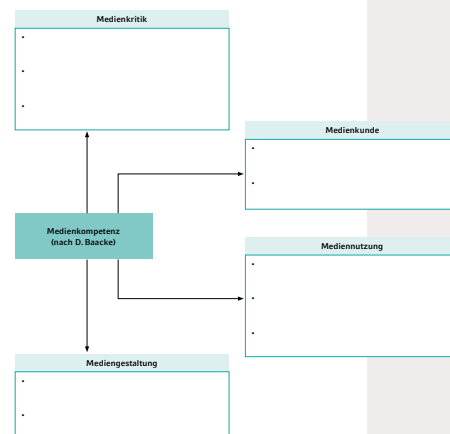 Medienkritik
•
•
•
Medienkunde
•
•
Medienkompetenz
(nach D. Baacke)
Mediennutzung
•
•
•
Mediengestaltung
•
•